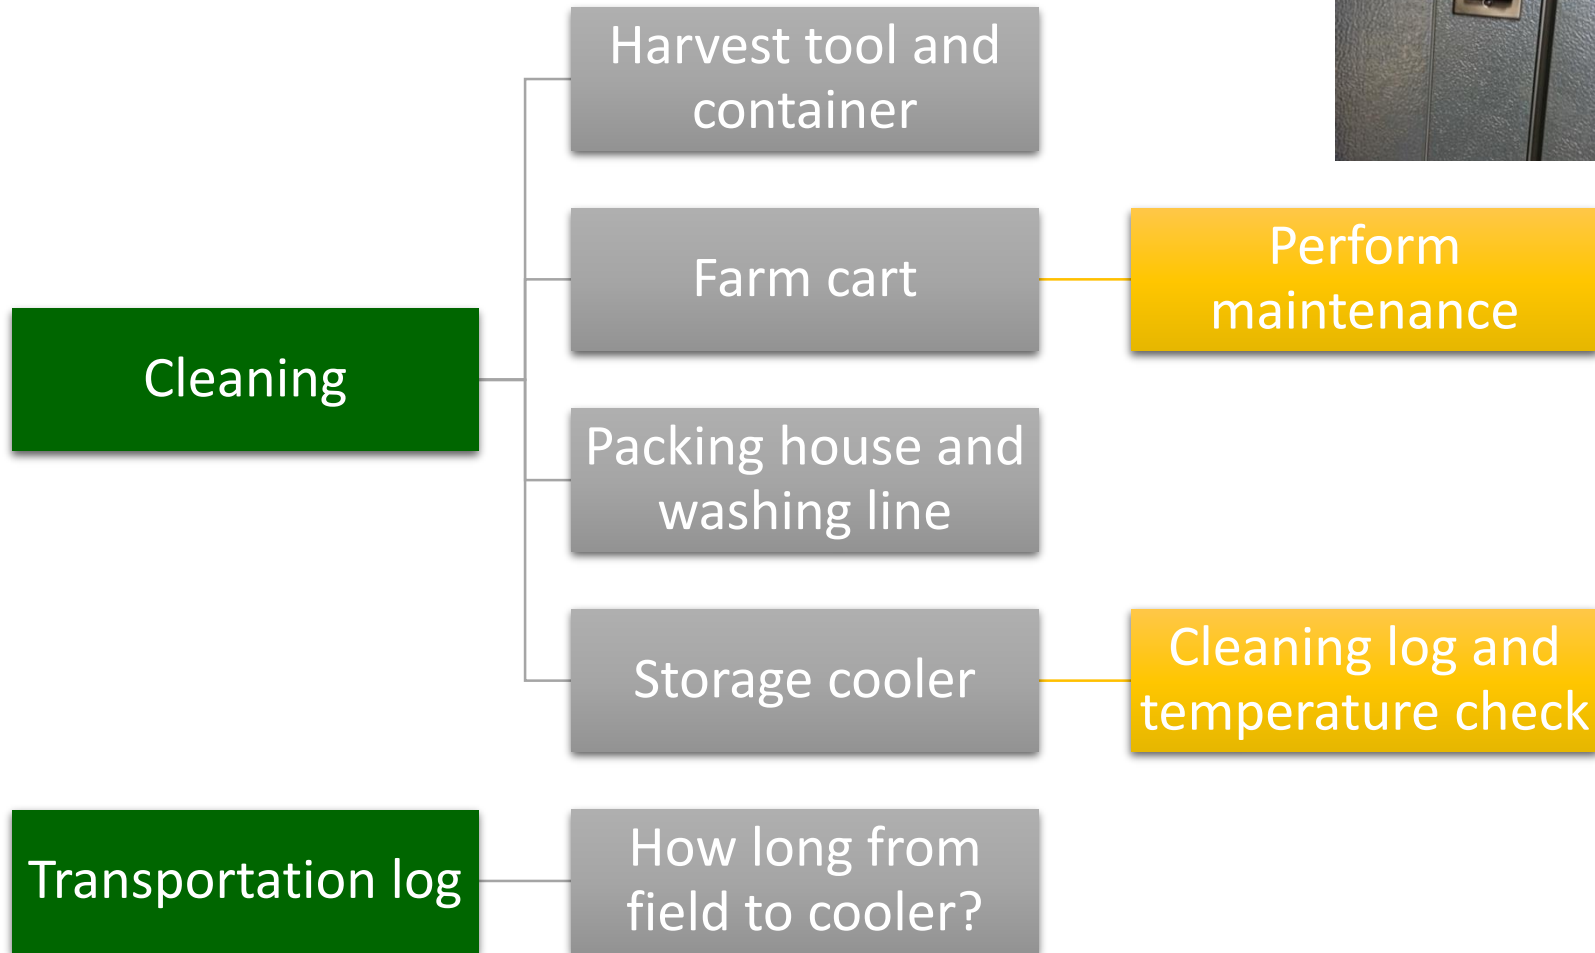 Harvest tool and
container
Farm cart
Perform
maintenance
Cleaning
Packing house and
washing line
Storage cooler
Cleaning log and
temperature check
Transportation log
How long from
field to cooler?